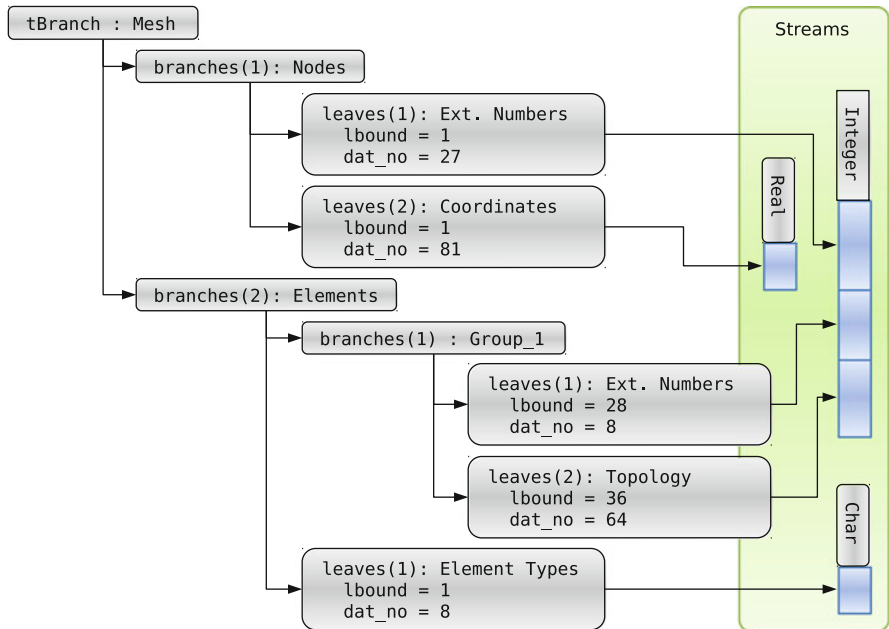 tBranch : Mesh
Streams
branches(1): Nodes
leaves(1): Ext. Numbers
lbound = 1
dat_no = 27
Integer
Real
leaves(2): Coordinates
lbound = 1
dat_no = 81
branches(2): Elements
branches(1) : Group_1
leaves(1): Ext. Numbers
lbound = 28
dat_no = 8
leaves(2): Topology
lbound = 36
dat_no = 64
Char
leaves(1): Element Types
lbound = 1
dat_no = 8